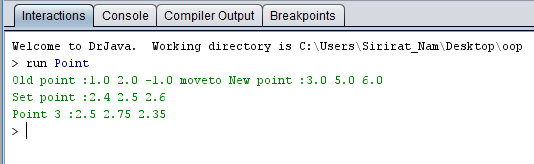 Interactions Console Compiler Output Breakpoints
Welcome to DrJava.  Working directory is C:\Users\Sirirat_Nam\Desktop\oop
> run Point
Old point :1.0 2.0 -1.0 moveto New point :3.0 5.0 6.0
Set point :2.4 2.5 2.6
Point 3 :2.5 2.75 2.35
>